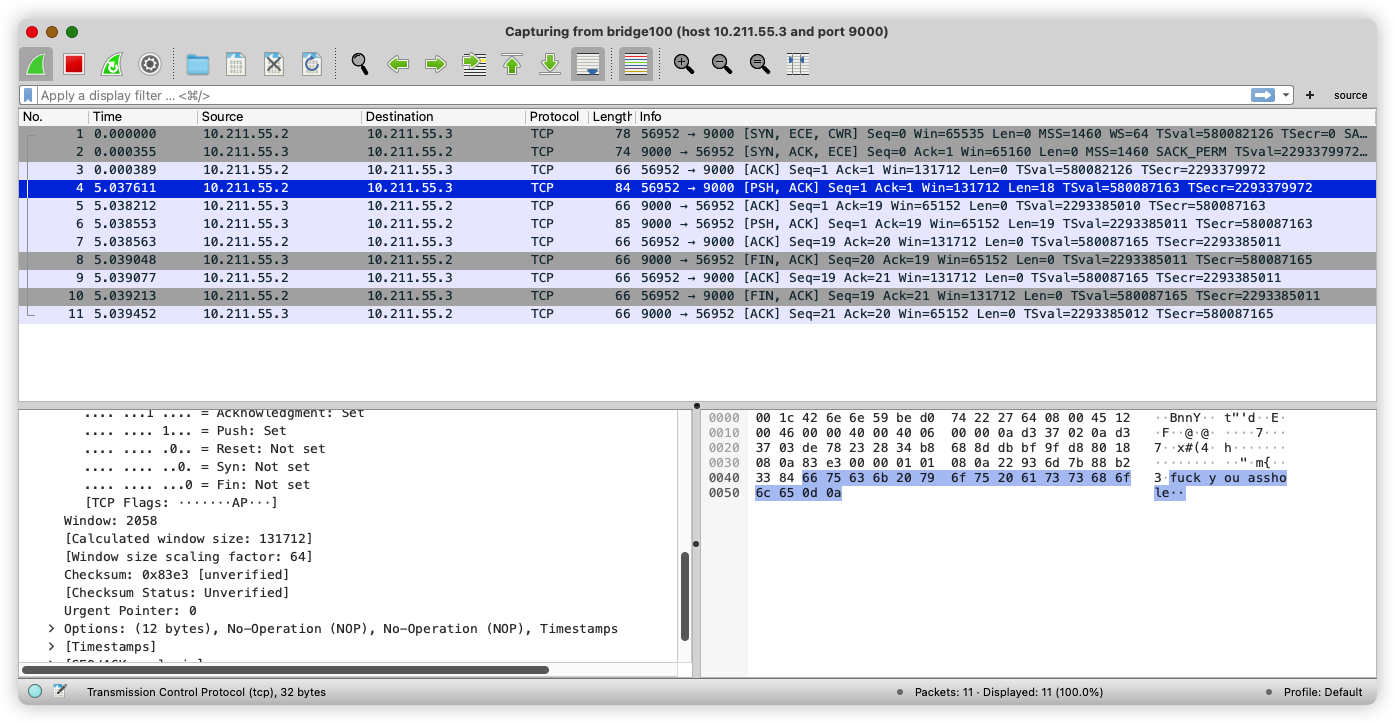 Capturing from bridge100 (host 10.211.55.3 and port 9000)
Apply a display filter ... <⌘/>
+ source
No. Time Source Destination Protocol Length Info
1 0.000000 10.211.55.2 10.211.55.3 TCP 78 56952 → 9000 [SYN, ECE, CWR] Seq=0 Win=65535 Len=0 MSS=1460 WS=64 TSval=580082126 TSecr=0 SA…
2 0.000355 10.211.55.3 10.211.55.2 TCP 74 9000 → 56952 [SYN, ACK, ECE] Seq=0 Ack=1 Win=65160 Len=0 MSS=1460 SACK_PERM TSval=2293379972…
3 0.000389 10.211.55.2 10.211.55.3 TCP 66 56952 → 9000 [ACK] Seq=1 Ack=1 Win=131712 Len=0 TSval=580082126 TSecr=2293379972
4 5.037611 10.211.55.2 10.211.55.3 TCP 84 56952 → 9000 [PSH, ACK] Seq=1 Ack=1 Win=131712 Len=18 TSval=580087163 TSecr=2293379972
5 5.038212 10.211.55.3 10.211.55.2 TCP 66 9000 → 56952 [ACK] Seq=1 Ack=19 Win=65152 Len=0 TSval=2293385010 TSecr=580087163
6 5.038553 10.211.55.3 10.211.55.2 TCP 85 9000 → 56952 [PSH, ACK] Seq=1 Ack=19 Win=65152 Len=19 TSval=2293385011 TSecr=580087163
7 5.038563 10.211.55.2 10.211.55.3 TCP 66 56952 → 9000 [ACK] Seq=19 Ack=20 Win=131712 Len=0 TSval=580087165 TSecr=2293385011
8 5.039048 10.211.55.3 10.211.55.2 TCP 66 9000 → 56952 [FIN, ACK] Seq=20 Ack=19 Win=65152 Len=0 TSval=2293385011 TSecr=580087165
9 5.039077 10.211.55.2 10.211.55.3 TCP 66 56952 → 9000 [ACK] Seq=19 Ack=21 Win=131712 Len=0 TSval=580087165 TSecr=2293385011
10 5.039213 10.211.55.2 10.211.55.3 TCP 66 56952 → 9000 [FIN, ACK] Seq=19 Ack=21 Win=131712 Len=0 TSval=580087165 TSecr=2293385011
11 5.039452 10.211.55.3 10.211.55.2 TCP 66 9000 → 56952 [ACK] Seq=21 Ack=20 Win=65152 Len=0 TSval=2293385012 TSecr=580087165
.... ...1 .... = Acknowledgment: Set
.... .... 1... = Push: Set
.... .... .0.. = Reset: Not set
.... .... ..0. = Syn: Not set
.... .... ...0 = Fin: Not set
[TCP Flags: ·······AP···]
Window: 2058
[Calculated window size: 131712]
[Window size scaling factor: 64]
Checksum: 0x83e3 [unverified]
[Checksum Status: Unverified]
Urgent Pointer: 0
> Options: (12 bytes), No-Operation (NOP), No-Operation (NOP), Timestamps
> [Timestamps]
0000 00 1c 42 6e 6e 59 be d0 74 22 27 64 08 00 45 12 ··BnnY·· t"'d··E·
0010 00 46 00 00 40 00 40 06 00 00 0a d3 37 02 0a d3 ·F··@·@· ····7···
0020 37 03 de 78 23 28 34 b8 68 8d db bf 9f d8 80 18 7··x#(4· h·······
0030 08 0a 83 e3 00 00 01 01 08 0a 22 93 6d 7b 88 b2 ········ ··"·m{··
0040 33 84 66 75 63 6b 20 79 6f 75 20 61 73 73 68 6f 3·fuck y ou assho
0050 6c 65 0d 0a le··
Transmission Control Protocol (tcp), 32 bytes
Packets: 11 · Displayed: 11 (100.0%)
Profile: Default